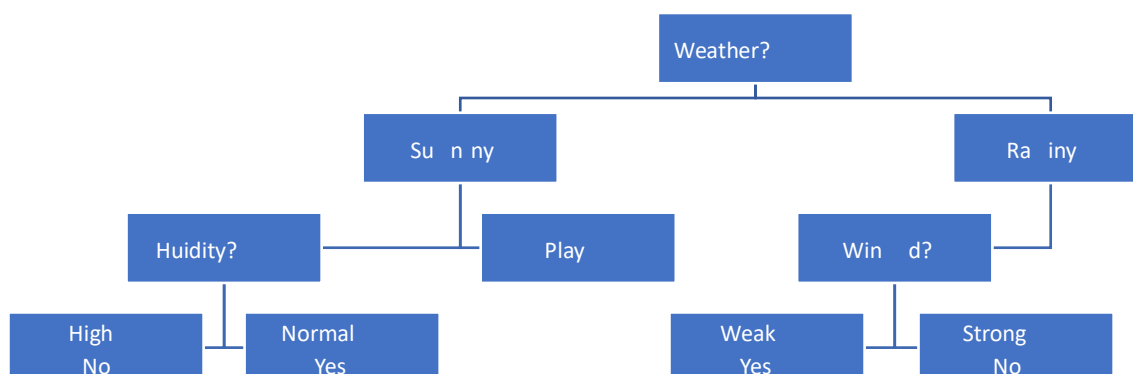 Weather?
Su n ny
Ra iny
Huidity?
Play
Win d?
High
No
Normal
Yes
Weak
Yes
Strong
No